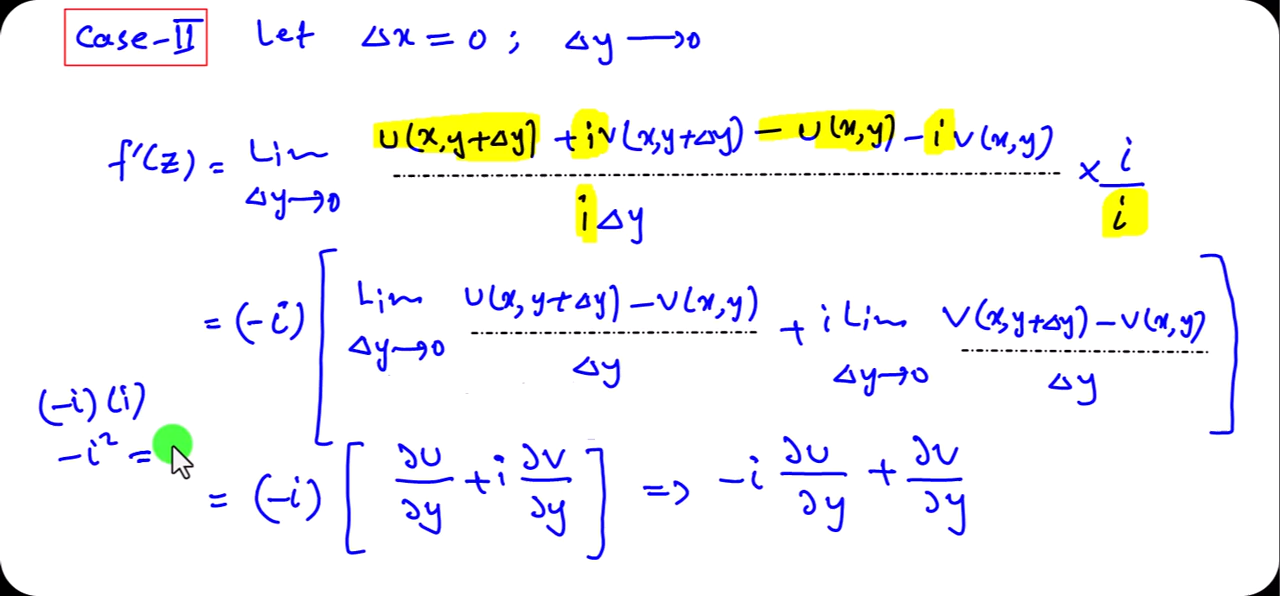 Case-II Let Δx = 0 ; Δy → 0
f'(z) = Lim Δy→0 U(x,y+Δy) + iV(x,y+Δy) - U(x,y) - iV(x,y) / iΔy × i/i
= (-i) [ Lim Δy→0 U(x,y+Δy) - V(x,y) / Δy + i Lim Δy→0 V(x,y+Δy) - V(x,y) / Δy ]
(-i)(i)
-i² =
= (-i) [ ∂U/∂y + i ∂V/∂y ] => -i ∂U/∂y + ∂V/∂y